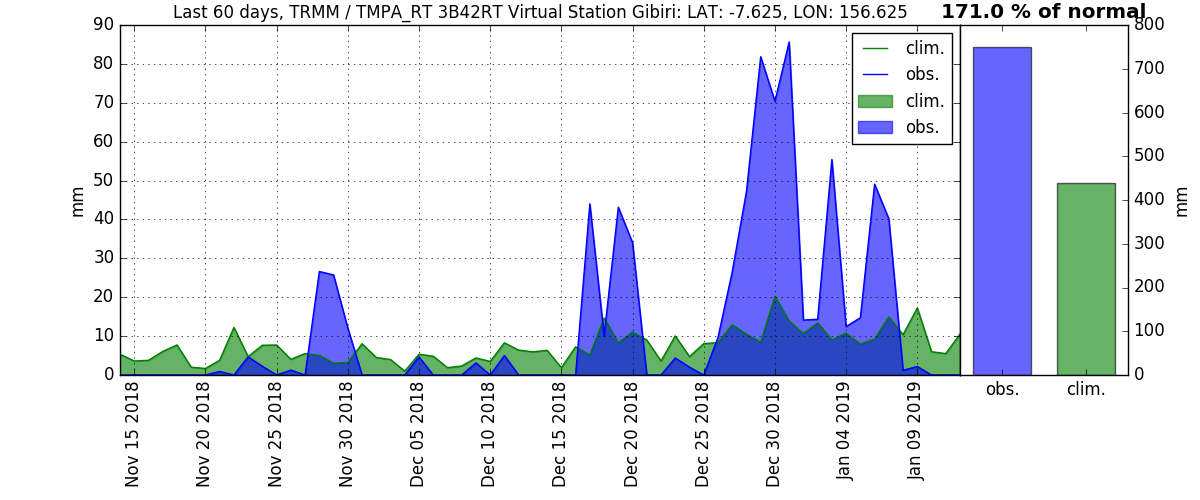 Last 60 days, TRMM / TMPA_RT 3B42RT Virtual Station Gibiri: LAT: -7.625, LON: 156.625
171.0 % of normal
90
80
70
60
50
40
30
20
10
0
mm
clim.
obs.
clim.
obs.
Nov 15 2018
Nov 20 2018
Nov 25 2018
Nov 30 2018
Dec 05 2018
Dec 10 2018
Dec 15 2018
Dec 20 2018
Dec 25 2018
Dec 30 2018
Jan 04 2019
Jan 09 2019
800
700
600
500
400
300
200
100
0
mm
obs.
clim.